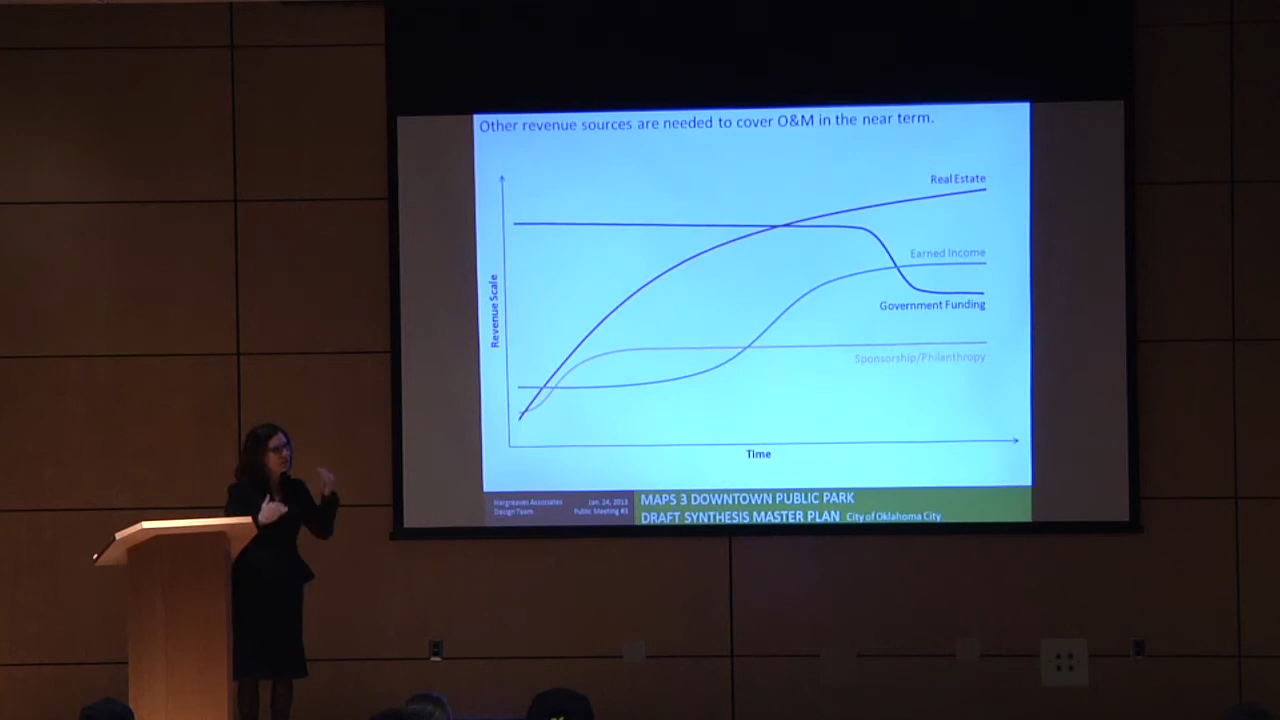 Other revenue sources are needed to cover O&M in the near term.
Real Estate
Earned Income
Government Funding
Sponsorship/Philanthropy
Revenue Scale
Time
Hargreaves Associates
Design Team
Jan. 24, 2013
Public Meeting #3
MAPS 3 DOWNTOWN PUBLIC PARK
DRAFT SYNTHESIS MASTER PLAN City of Oklahoma City